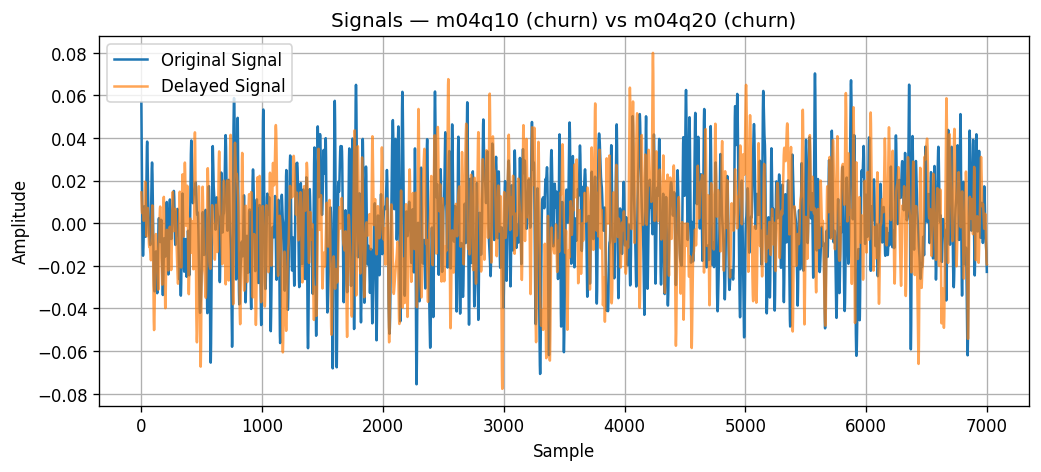 Signals — m04q10 (churn) vs m04q20 (churn)
Original Signal
Delayed Signal
Amplitude
0.08
0.06
0.04
0.02
0.00
−0.02
−0.04
−0.06
−0.08
0 1000 2000 3000 4000 5000 6000 7000
Sample